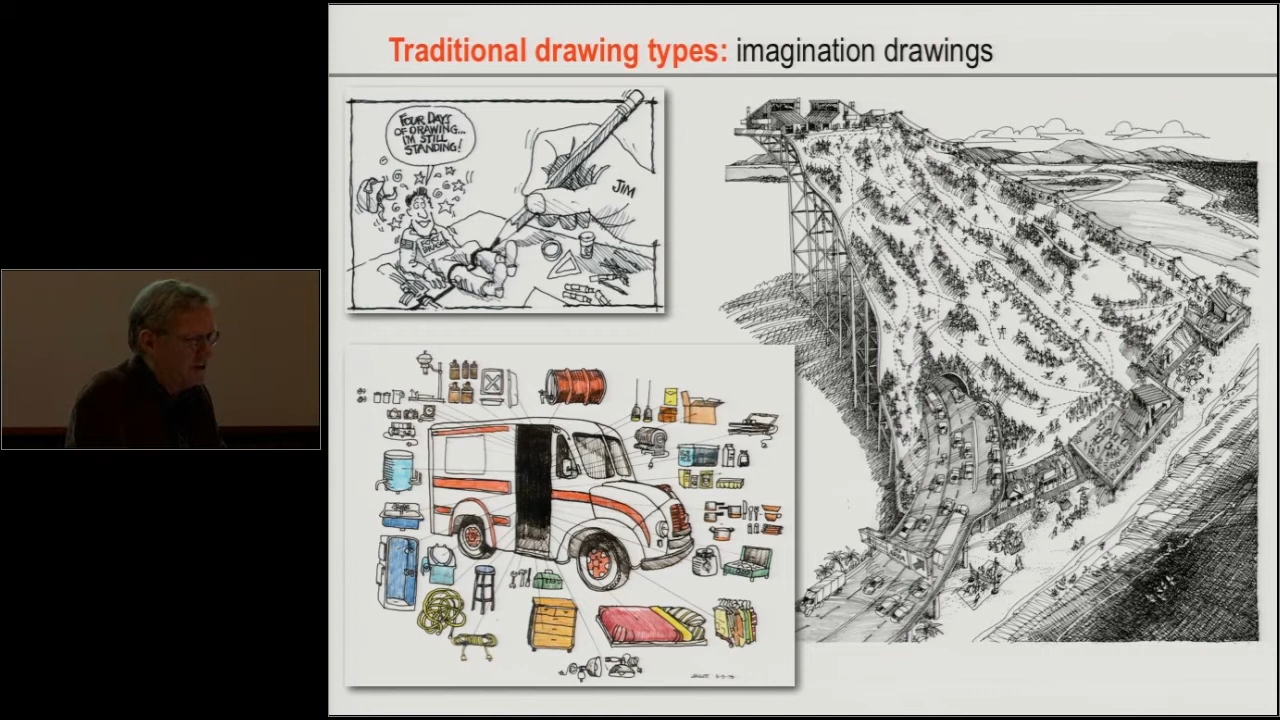 Traditional drawing types: imagination drawings
FOUR DAYS
OF DRAWING...
I'M STILL
STANDING!
JIM